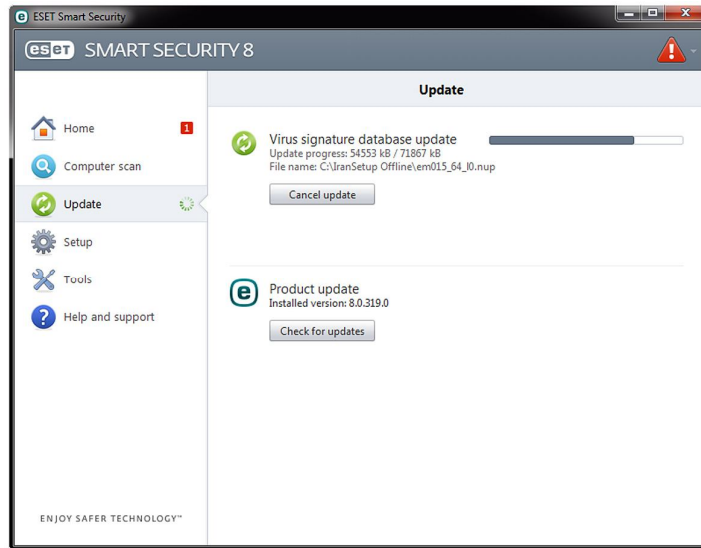 ESET Smart Security
eset SMART SECURITY 8
Update
Home 1
Computer scan
Update
Setup
Tools
Help and support
Virus signature database update
Update progress: 54553 kB / 71867 kB
File name: C:\IranSetup Offline\em015_64_l0.nup
Cancel update
Product update
Installed version: 8.0.319.0
Check for updates
ENJOY SAFER TECHNOLOGY™